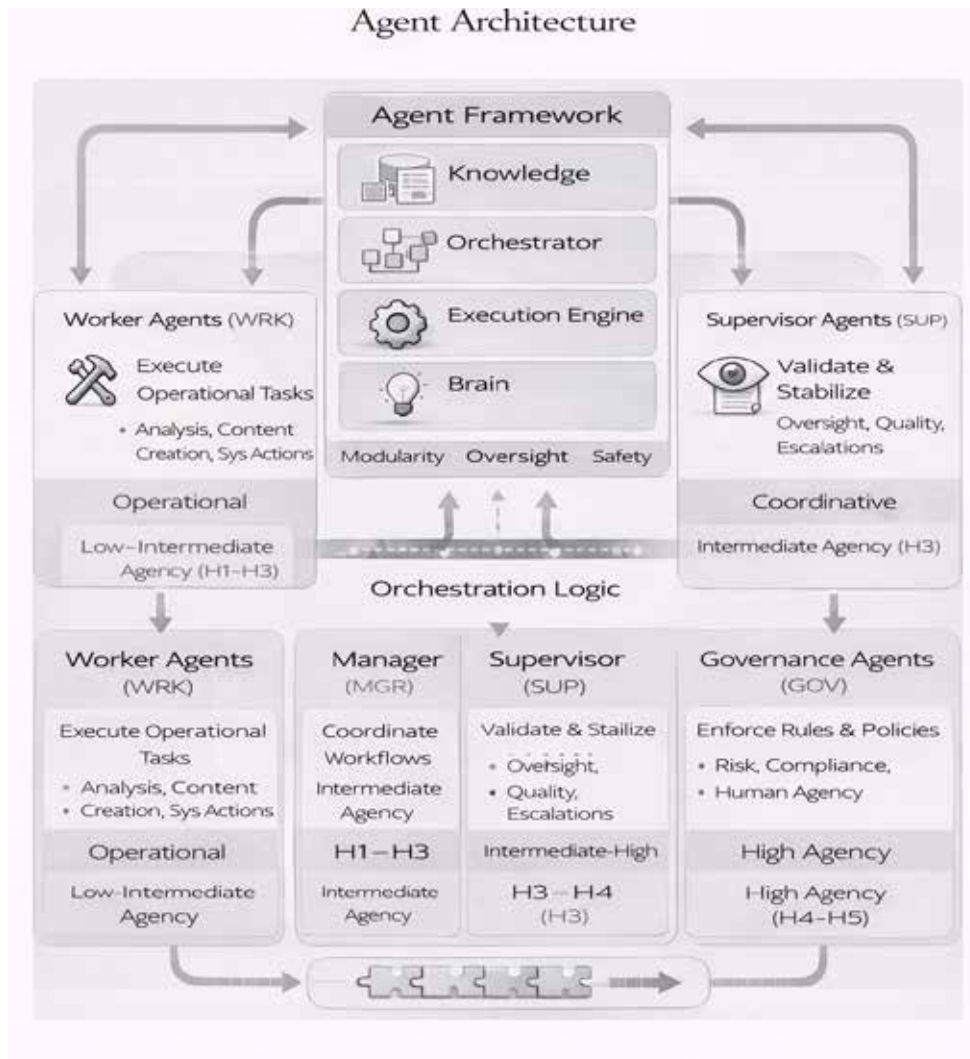 Agent Architecture
Agent Framework
Knowledge
Orchestrator
Execution Engine
Brain
Modularity Oversight Safety
Worker Agents (WRK)
Execute
Operational Tasks
• Analysis, Content
Creation, Sys Actions
Operational
Low-Intermediate
Agency (H1-H3)
Supervisor Agents (SUP)
Validate &
Stabilize
Oversight, Quality,
Escalations
Coordinative
Intermediate Agency (H3)
Orchestration Logic
Worker Agents
(WRK)
Execute Operational
Tasks
• Analysis, Content
• Creation, Sys Actions
Operational
Low-Intermediate
Agency
Manager
(MGR)
Coordinate
Workflows
Intermediate
Agency
H1–H3
Intermediate
Agency
Supervisor
(SUP)
Validate & Stailize
• Oversight,
• Quality,
Escalations
Intermediate-High
H3–H4
(H3)
Governance Agents
(GOV)
Enforce Rules & Policies
• Risk, Compliance,
• Human Agency
High Agency
High Agency
(H4–H5)